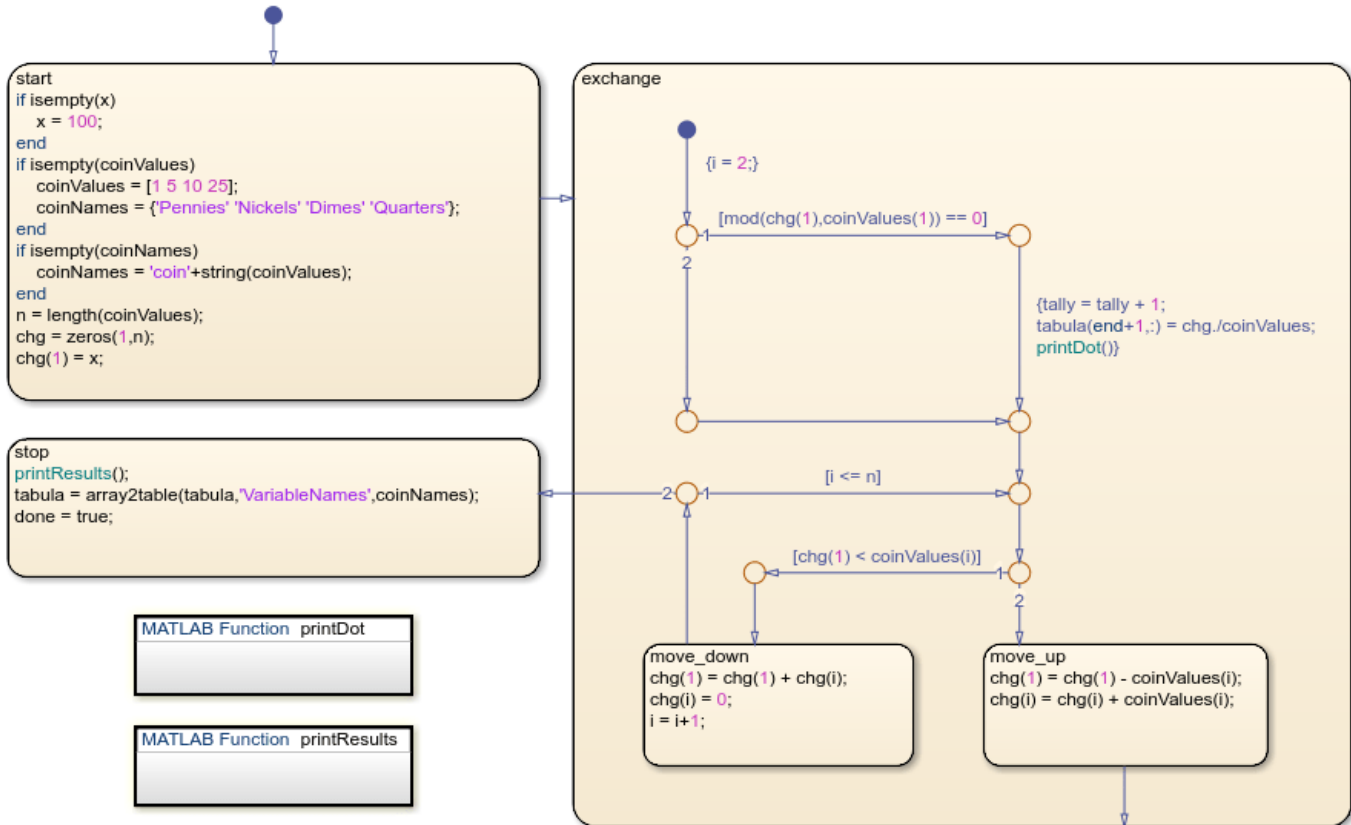 start
if isempty(x)
x = 100;
end
if isempty(coinValues)
coinValues = [1 5 10 25];
coinNames = {'Pennies' 'Nickels' 'Dimes' 'Quarters'};
end
if isempty(coinNames)
coinNames = 'coin'+string(coinValues);
end
n = length(coinValues);
chg = zeros(1,n);
chg(1) = x;
exchange
{i = 2;}
1
[mod(chg(1),coinValues(1)) == 0]
2
{tally = tally + 1;
tabula(end+1,:) = chg./coinValues;
printDot()}
stop
printResults();
tabula = array2table(tabula,'VariableNames',coinNames);
done = true;
2
1
[i <= n]
[chg(1) < coinValues(i)]
1
2
move_down
chg(1) = chg(1) + chg(i);
chg(i) = 0;
i = i+1;
move_up
chg(1) = chg(1) - coinValues(i);
chg(i) = chg(i) + coinValues(i);
MATLAB Function printDot
MATLAB Function printResults